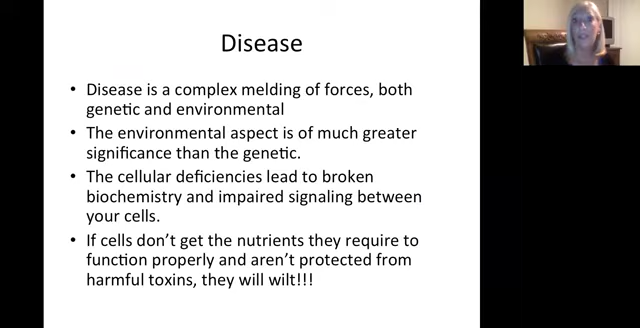 Disease
• Disease is a complex melding of forces, both
genetic and environmental
• The environmental aspect is of much greater
significance than the genetic.
• The cellular deficiencies lead to broken
biochemistry and impaired signaling between
your cells.
• If cells don’t get the nutrients they require to
function properly and aren’t protected from
harmful toxins, they will wilt!!!